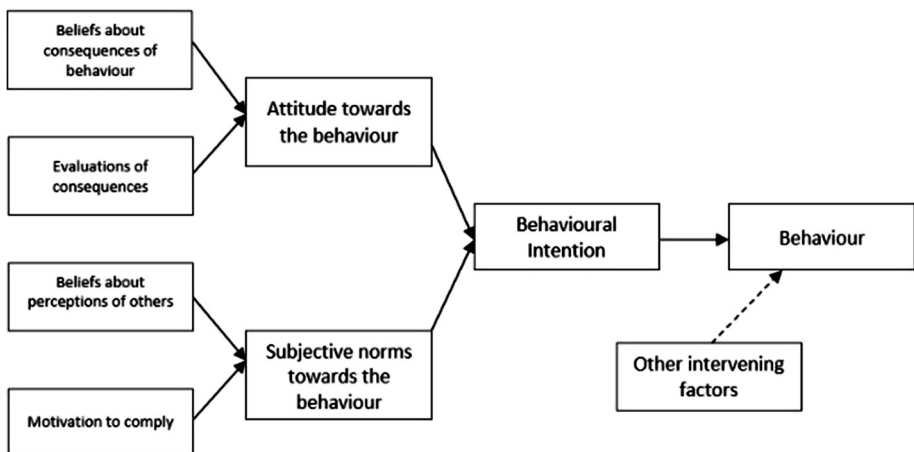 Beliefs about
consequences of
behaviour
Evaluations of
consequences
Attitude towards
the behaviour
Beliefs about
perceptions of others
Motivation to comply
Subjective norms
towards the
behaviour
Behavioural
Intention
Behaviour
Other intervening
factors